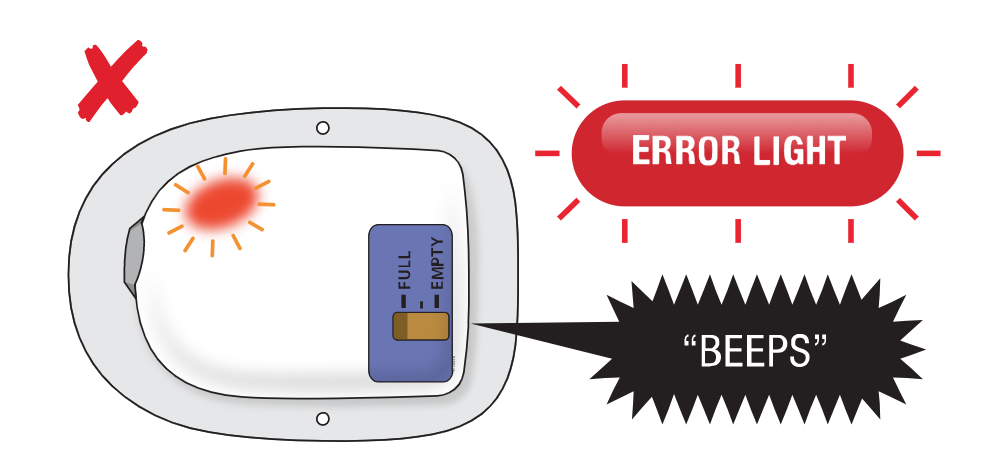 ERROR LIGHT
FULL
EMPTY
“BEEPS”